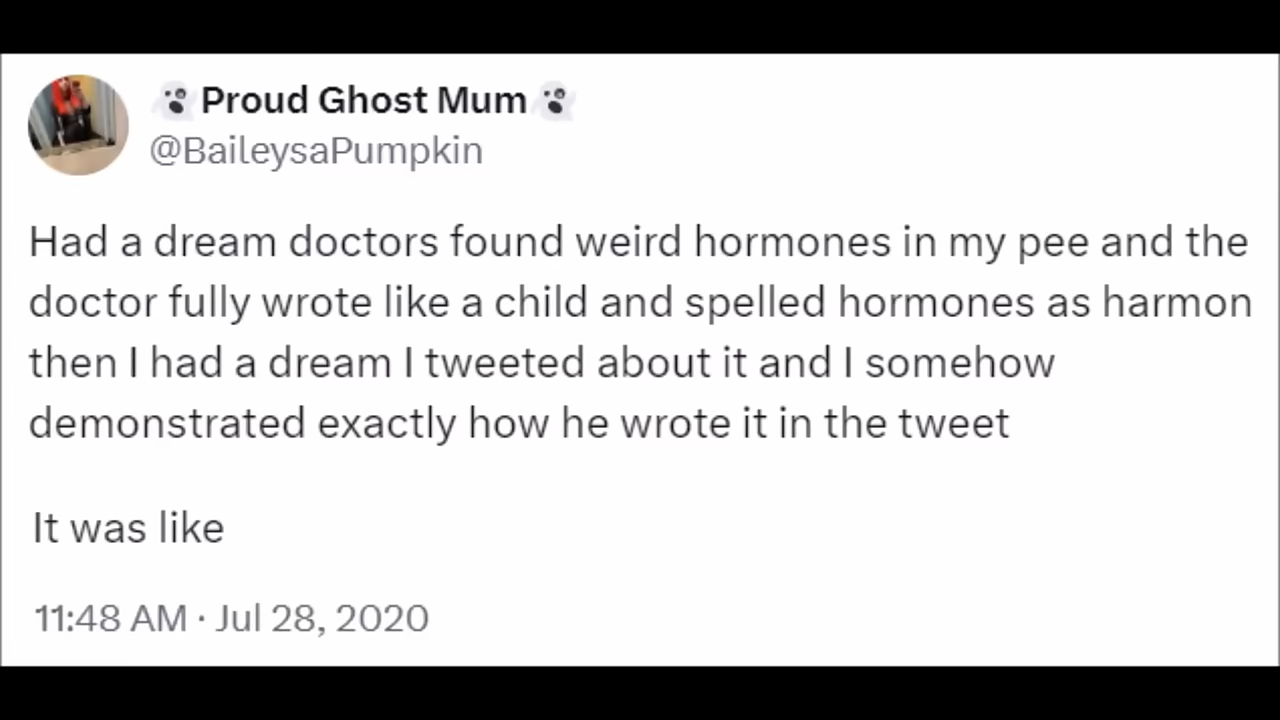 👻Proud Ghost Mum👻
@BaileysaPumpkin
Had a dream doctors found weird hormones in my pee and the
doctor fully wrote like a child and spelled hormones as harmon
then I had a dream I tweeted about it and I somehow
demonstrated exactly how he wrote it in the tweet
It was like
11:48 AM · Jul 28, 2020